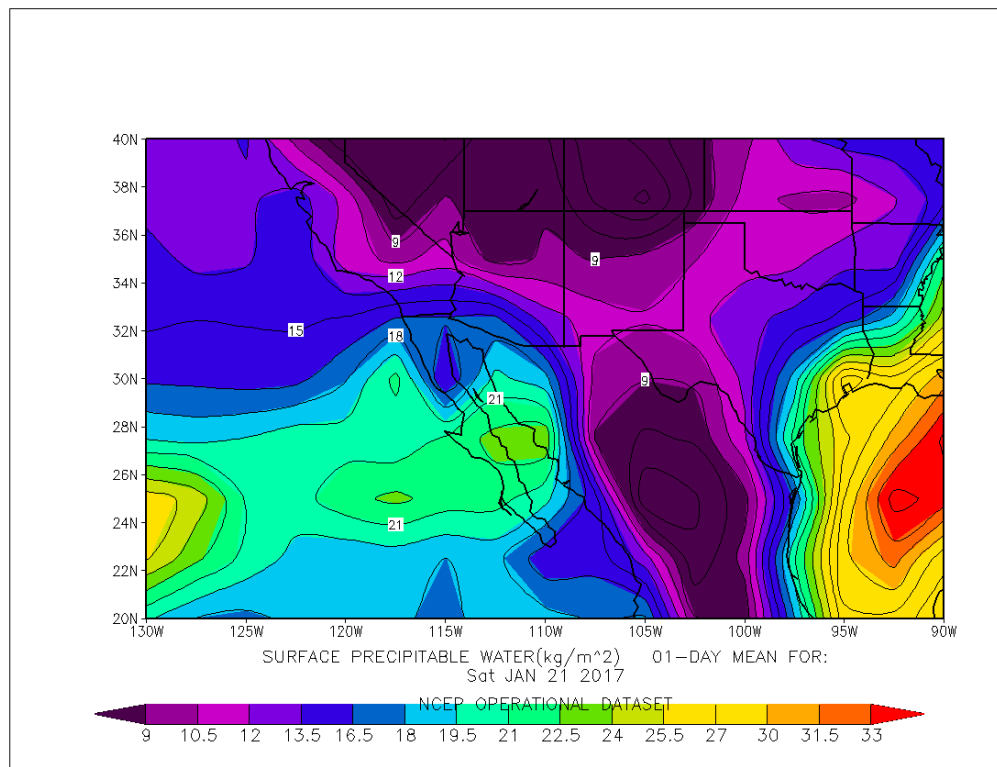 40N
38N
36N
34N
32N
30N
28N
26N
24N
22N
20N
9
9
12
15
18
9
21
21
130W 125W 120W 115W 110W 105W 100W 95W 90W
SURFACE PRECIPITABLE WATER(kg/m^2) 01-DAY MEAN FOR:
Sat JAN 21 2017
NCEP OPERATIONAL DATASET
9 10.5 12 13.5 16.5 18 19.5 21 22.5 24 25.5 27 30 31.5 33